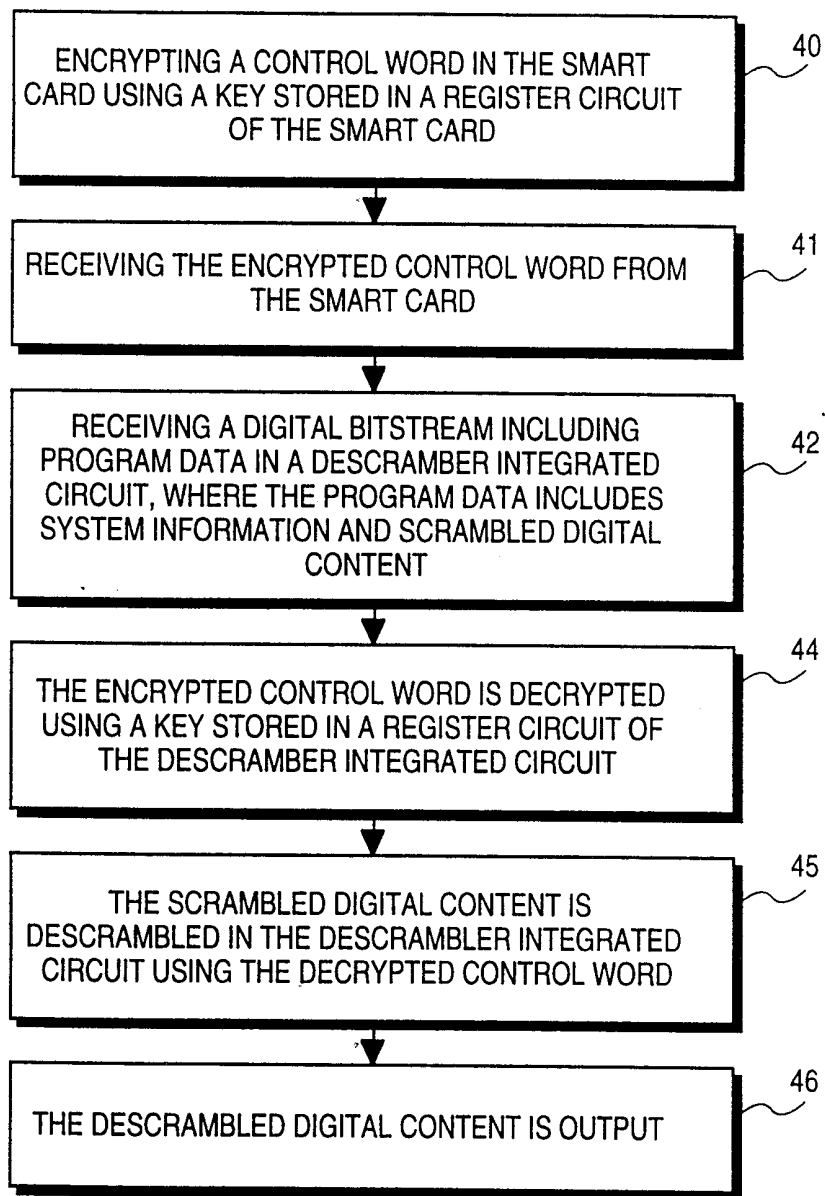 ENCRYPTING A CONTROL WORD IN THE SMART
CARD USING A KEY STORED IN A REGISTER CIRCUIT
OF THE SMART CARD
40
RECEIVING THE ENCRYPTED CONTROL WORD FROM
THE SMART CARD
41
RECEIVING A DIGITAL BITSTREAM INCLUDING
PROGRAM DATA IN A DESCRAMBER INTEGRATED
CIRCUIT, WHERE THE PROGRAM DATA INCLUDES
SYSTEM INFORMATION AND SCRAMBLED DIGITAL
CONTENT
42
THE ENCRYPTED CONTROL WORD IS DECRYPTED
USING A KEY STORED IN A REGISTER CIRCUIT OF
THE DESCRAMBER INTEGRATED CIRCUIT
44
THE SCRAMBLED DIGITAL CONTENT IS
DESCRAMBLED IN THE DESCRAMBLER INTEGRATED
CIRCUIT USING THE DECRYPTED CONTROL WORD
45
THE DESCRAMBLED DIGITAL CONTENT IS OUTPUT
46